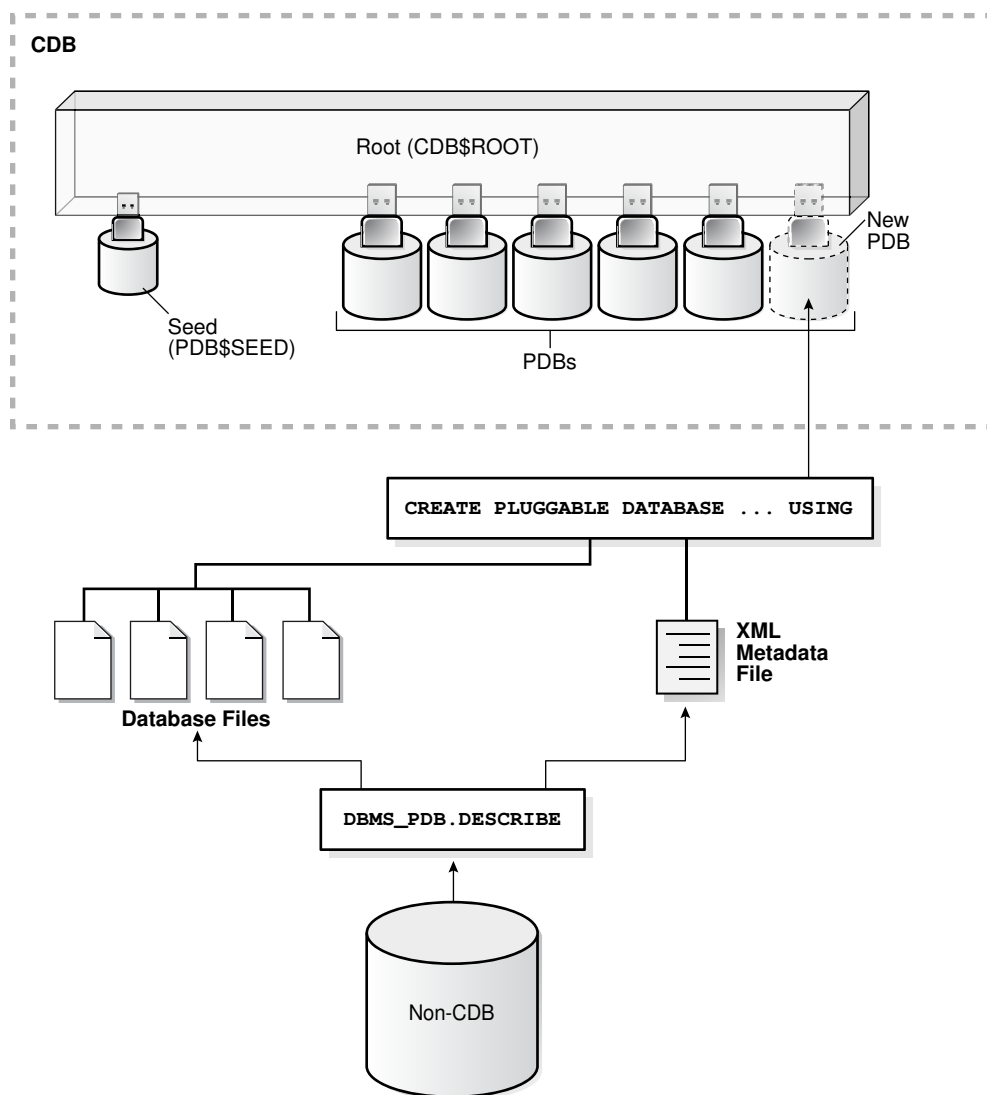 CDB
Root (CDB$ROOT)
New
PDB
Seed
(PDB$SEED)
PDBs
CREATE PLUGGABLE DATABASE ... USING
XML
Metadata
File
Database Files
DBMS_PDB.DESCRIBE
Non-CDB